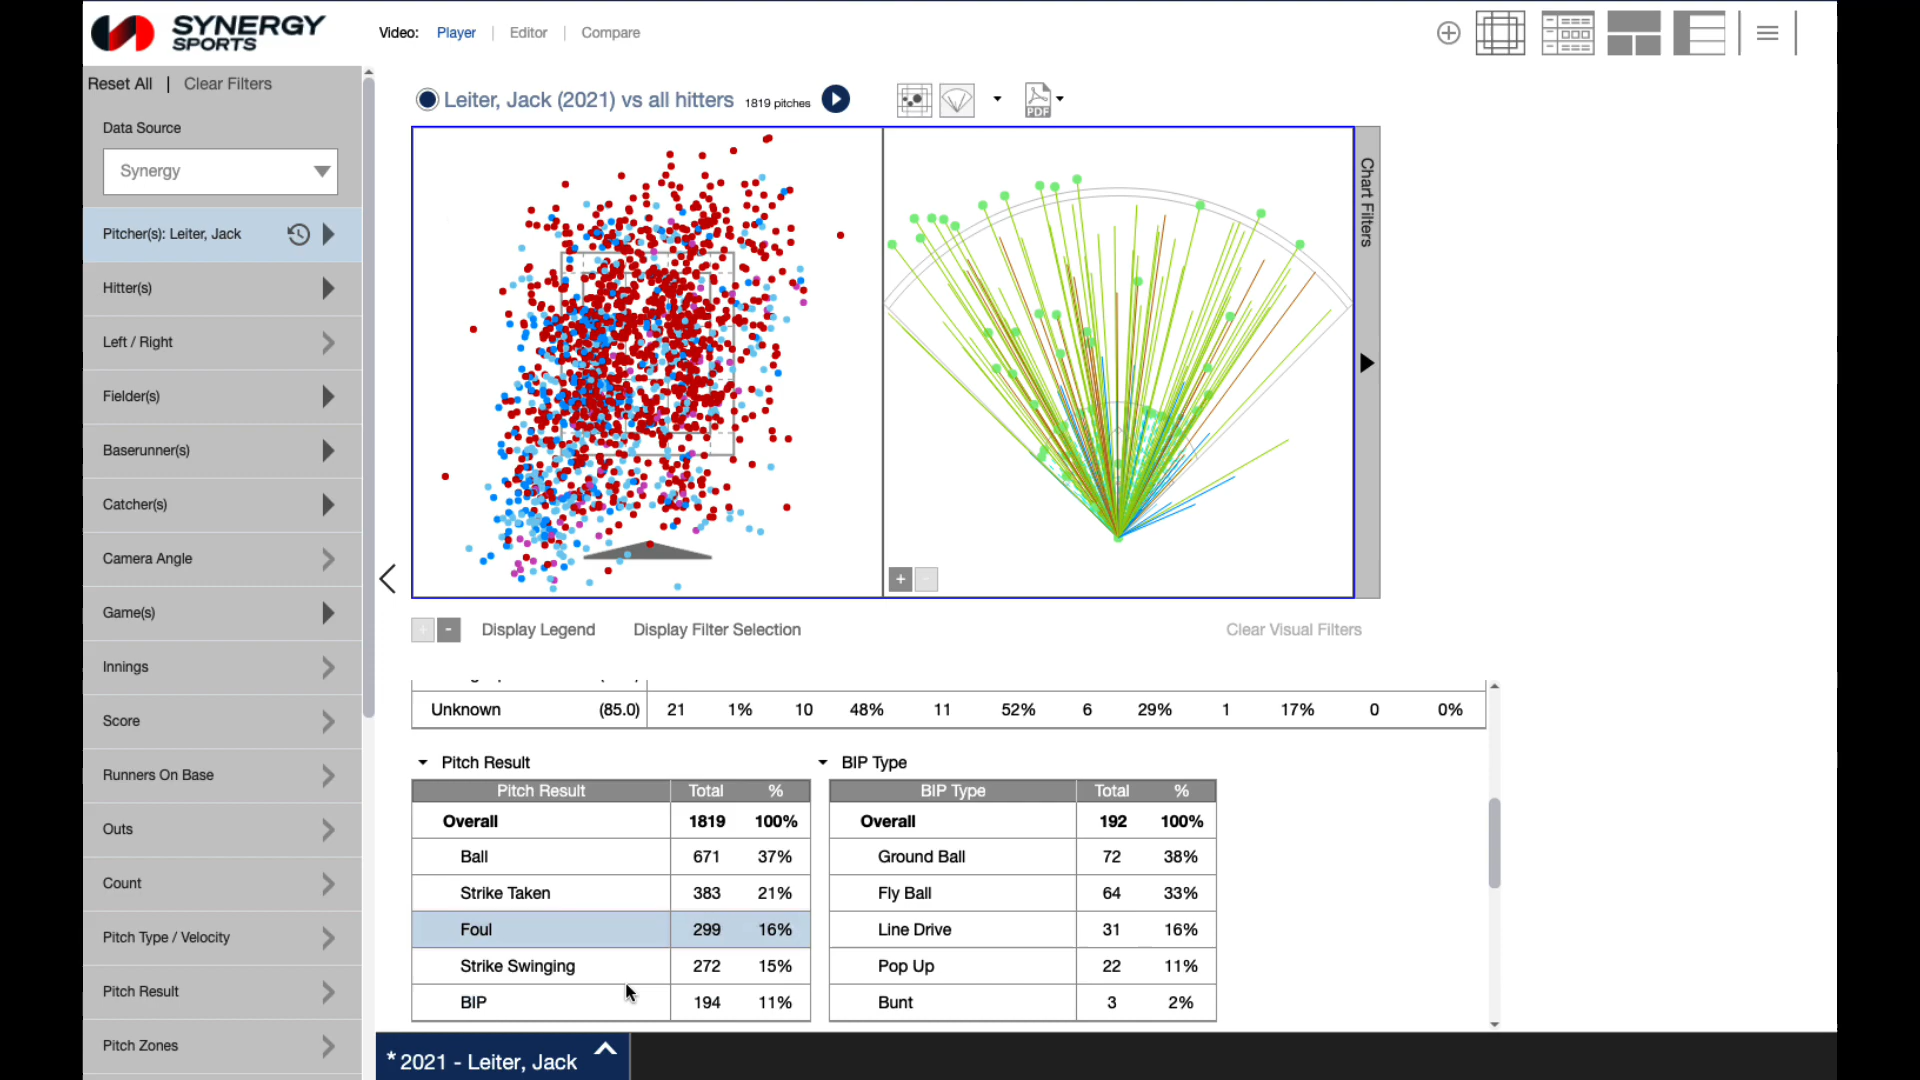 SYNERGY
SPORTS
Video: Player | Editor | Compare
Reset All | Clear Filters
Data Source
Synergy
Pitcher(s): Leiter, Jack
Hitter(s)
Left / Right
Fielder(s)
Baserunner(s)
Catcher(s)
Camera Angle
Game(s)
Innings
Score
Runners On Base
Outs
Count
Pitch Type / Velocity
Pitch Result
Pitch Zones
Leiter, Jack (2021) vs all hitters 1819 pitches
PDF
Chart Filters
+ -
+ - Display Legend Display Filter Selection Clear Visual Filters
Unknown (85.0) 21 1% 10 48% 11 52% 6 29% 1 17% 0 0%
Pitch Result
Pitch Result Total %
Overall 1819 100%
Ball 671 37%
Strike Taken 383 21%
Foul 299 16%
Strike Swinging 272 15%
BIP 194 11%
BIP Type
BIP Type Total %
Overall 192 100%
Ground Ball 72 38%
Fly Ball 64 33%
Line Drive 31 16%
Pop Up 22 11%
Bunt 3 2%
* 2021 - Leiter, Jack